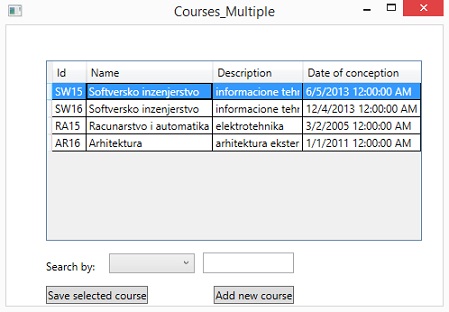 Courses_Multiple
Id Name Description Date of conception
SW15 Softversko inzenjerstvo informacione tehr 6/5/2013 12:00:00 AM
SW16 Softversko inzenjerstvo informacione tehr 12/4/2013 12:00:00 AM
RA15 Racunarstvo i automatika elektrotehnika 3/2/2005 12:00:00 AM
AR16 Arhitektura arhitektura ekster 1/1/2011 12:00:00 AM
Search by:
Save selected course Add new course